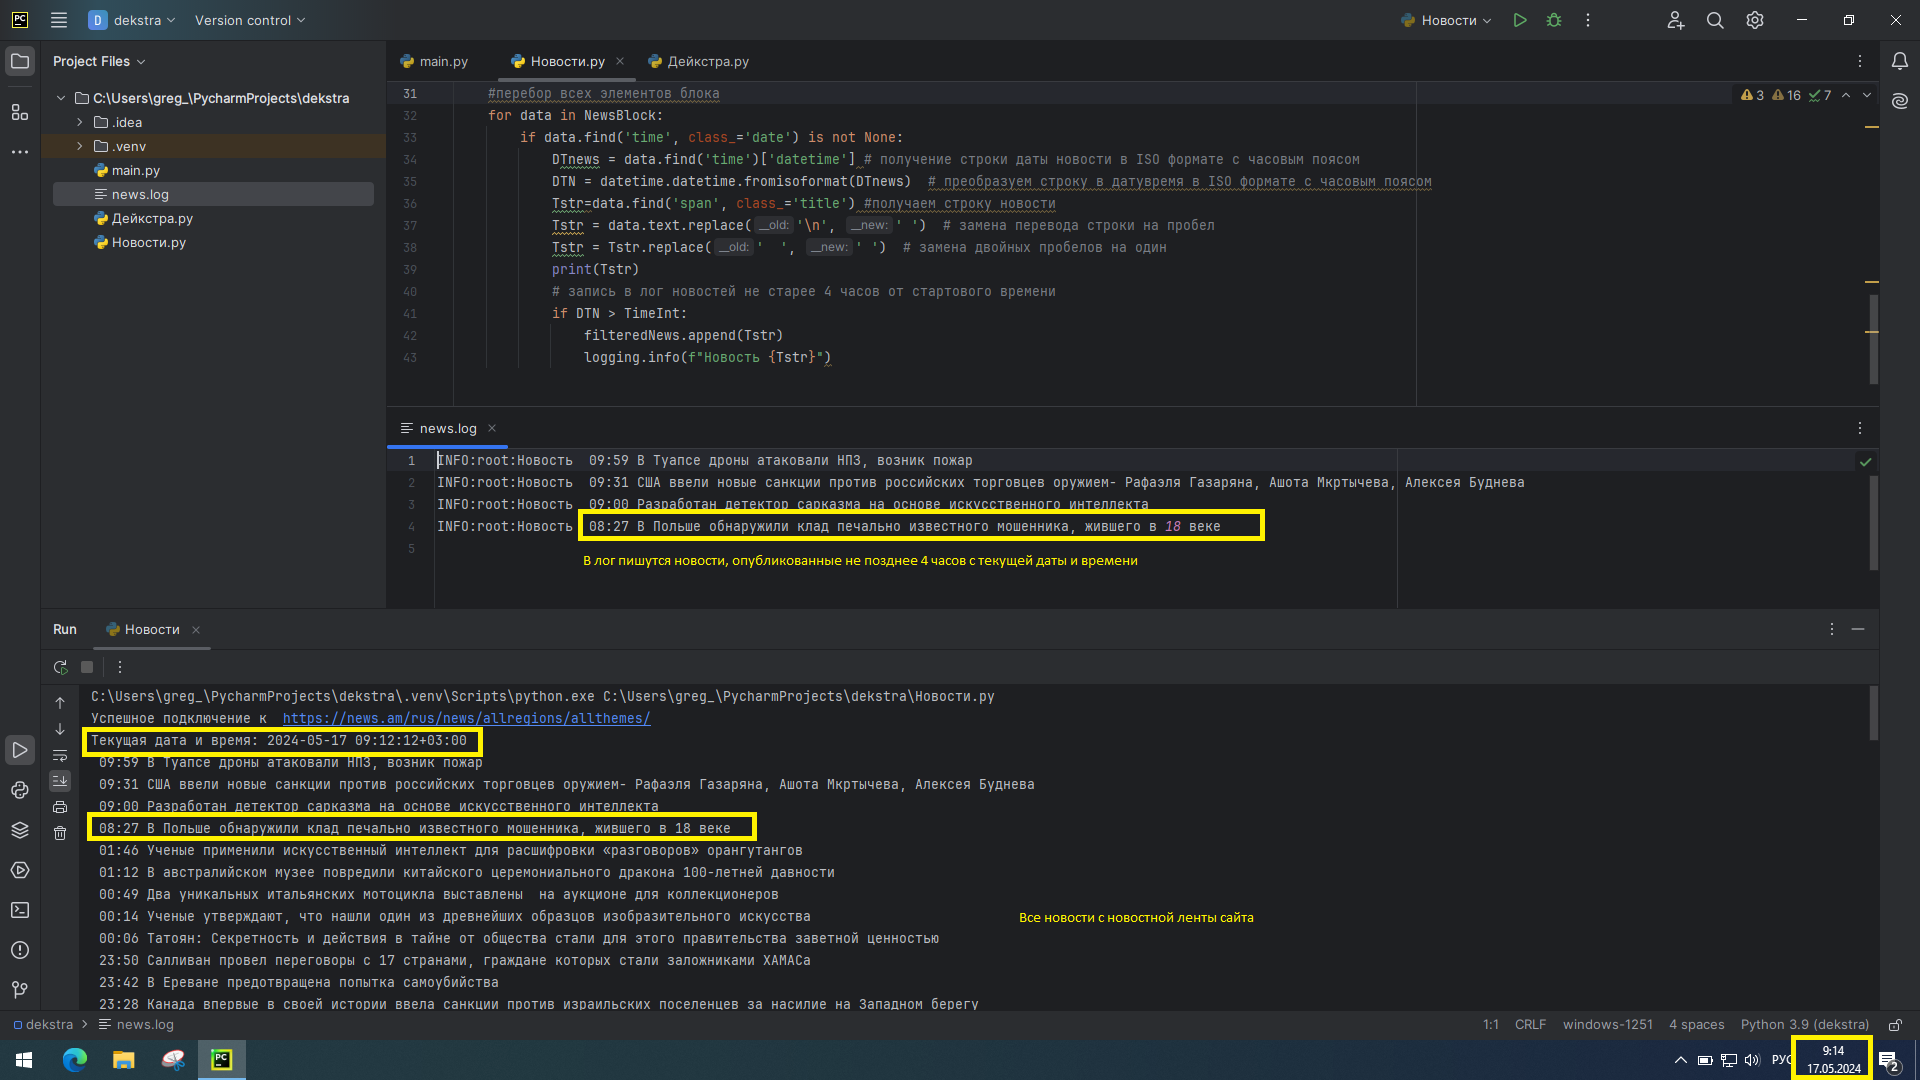 PC
D dekstra
Version control
Новости
Project Files
C:\Users\greg_\PycharmProjects\dekstra
.idea
.venv
main.py
news.log
Дейкстра.py
Новости.py
main.py Новости.py Дейкстра.py
3 16 7
31 #перебор всех элементов блока
32 for data in NewsBlock:
33 if data.find('time', class_='date') is not None:
34 DTnews = data.find('time')['datetime'] # получение строки даты новости в ISO формате с часовым поясом
35 DTN = datetime.datetime.fromisoformat(DTnews) # преобразуем строку в датувремя в ISO формате с часовым поясом
36 Tstr=data.find('span', class_='title') #получаем строку новости
37 Tstr = data.text.replace( __old: '\n', __new: ' ') # замена перевода строки на пробел
38 Tstr = Tstr.replace( __old: '  ', __new: ' ') # замена двойных пробелов на один
39 print(Tstr)
40 # запись в лог новостей не старее 4 часов от стартового времени
41 if DTN > TimeInt:
42 filteredNews.append(Tstr)
43 logging.info(f"Новость {Tstr}")
news.log
1 INFO:root:Новость  09:59 В Туапсе дроны атаковали НПЗ, возник пожар
2 INFO:root:Новость  09:31 США ввели новые санкции против российских торговцев оружием- Рафаэля Газаряна, Ашота Мкртычева, Алексея Буднева
3 INFO:root:Новость  09:00 Разработан детектор сарказма на основе искусственного интеллекта
4 INFO:root:Новость  08:27 В Польше обнаружили клад печально известного мошенника, жившего в 18 веке
5
В лог пишутся новости, опубликованные не позднее 4 часов с текущей даты и времени
Run Новости
C:\Users\greg_\PycharmProjects\dekstra\.venv\Scripts\python.exe C:\Users\greg_\PycharmProjects\dekstra\Новости.py
Успешное подключение к  https://news.am/rus/news/allregions/allthemes/
Текущая дата и время: 2024-05-17 09:12:12+03:00
09:59 В Туапсе дроны атаковали НПЗ, возник пожар
09:31 США ввели новые санкции против российских торговцев оружием- Рафаэля Газаряна, Ашота Мкртычева, Алексея Буднева
09:00 Разработан детектор сарказма на основе искусственного интеллекта
08:27 В Польше обнаружили клад печально известного мошенника, жившего в 18 веке
01:46 Ученые применили искусственный интеллект для расшифровки «разговоров» орангутангов
01:12 В австралийском музее повредили китайского церемониального дракона 100-летней давности
00:49 Два уникальных итальянских мотоцикла выставлены  на аукционе для коллекционеров
00:14 Ученые утверждают, что нашли один из древнейших образцов изобразительного искусства
Все новости с новостной ленты сайта
00:06 Татоян: Секретность и действия в тайне от общества стали для этого правительства заветной ценностью
23:50 Салливан провел переговоры с 17 странами, граждане которых стали заложниками ХАМАСа
23:42 В Ереване предотвращена попытка самоубийства
23:28 Канада впервые в своей истории ввела санкции против израильских поселенцев за насилие на Западном берегу
dekstra > news.log
1:1 CRLF windows-1251 4 spaces Python 3.9 (dekstra)
PC
РУС
9:14
17.05.2024
2